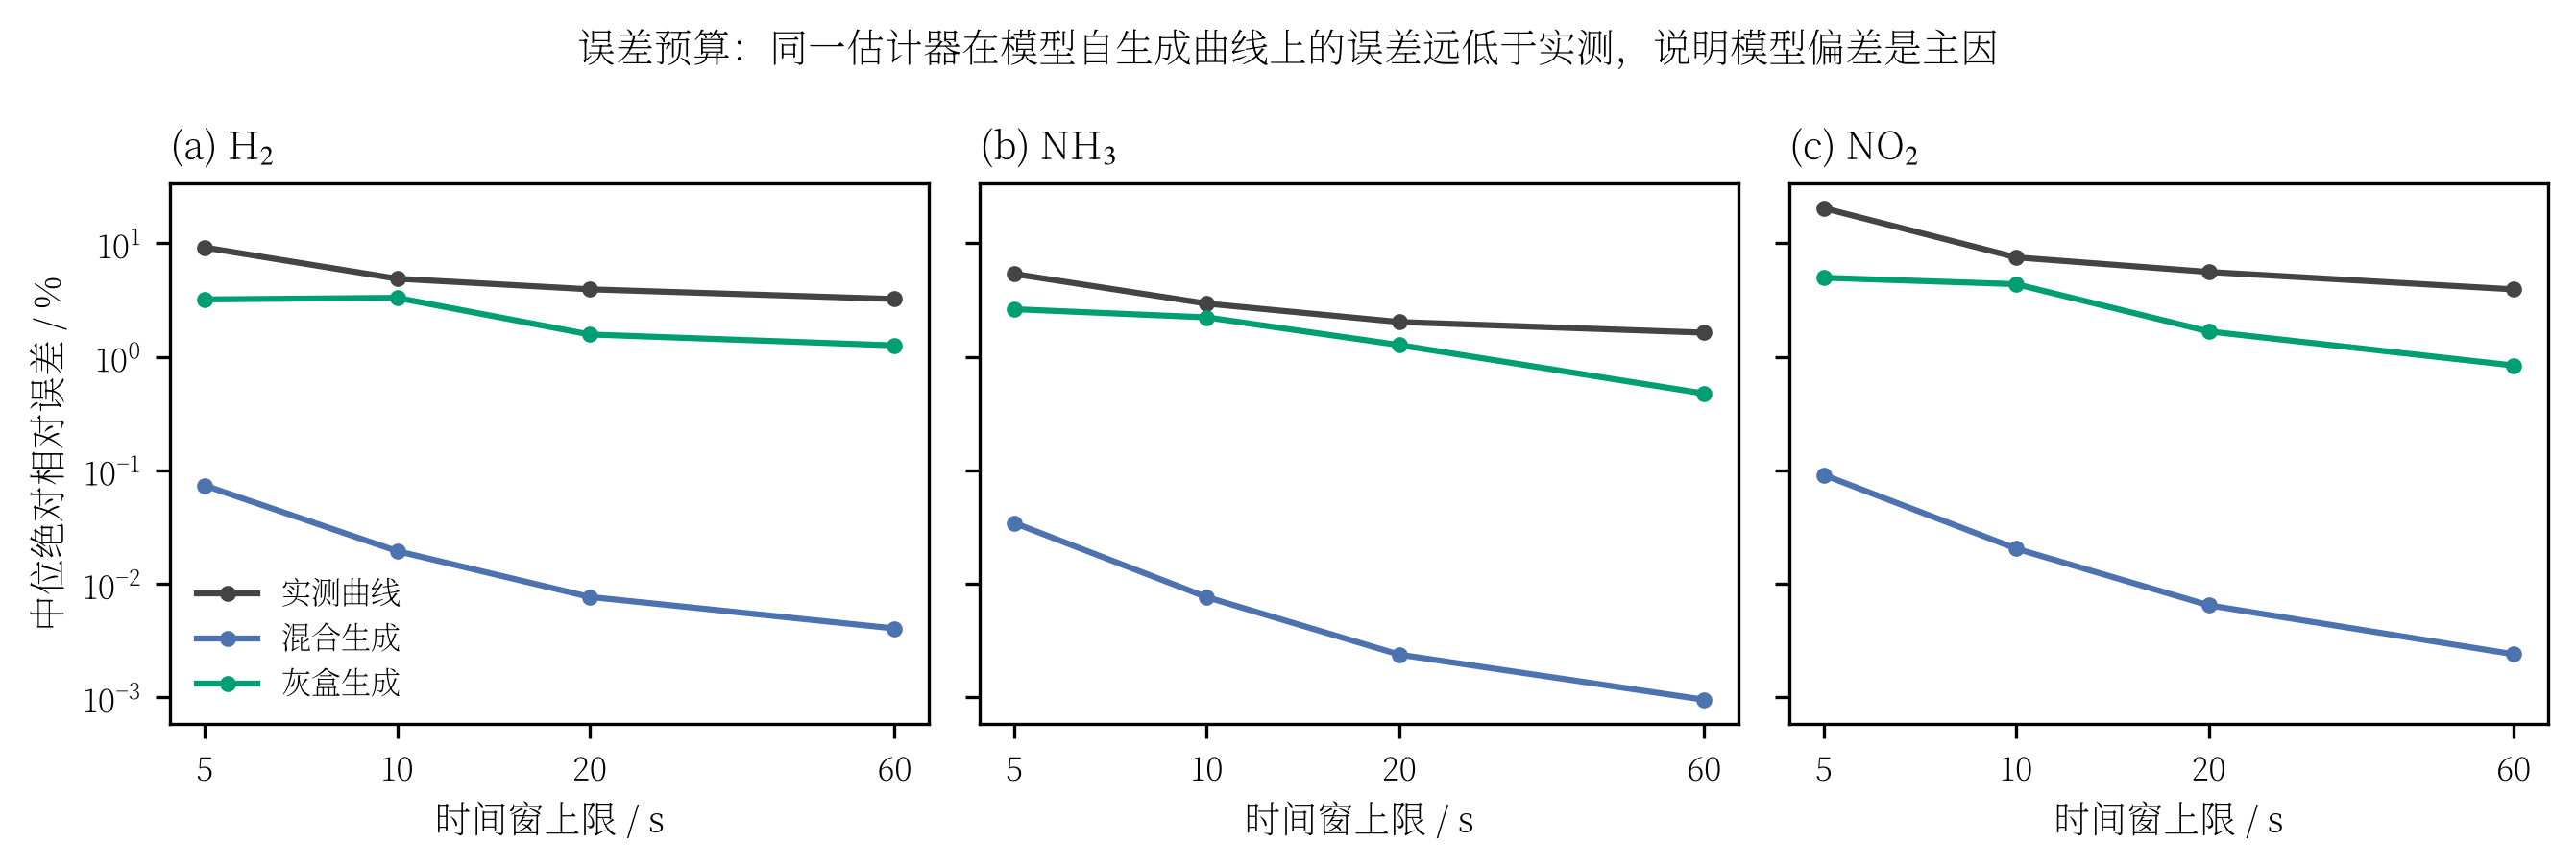 误差预算：同一估计器在模型自生成曲线上的误差远低于实测，说明模型偏差是主因
(a) H₂
(b) NH₃
(c) NO₂
中位绝对相对误差 / %
10¹
10⁰
10⁻¹
10⁻²
10⁻³
实测曲线
混合生成
灰盒生成
5 10 20 60
5 10 20 60
5 10 20 60
时间窗上限 / s
时间窗上限 / s
时间窗上限 / s